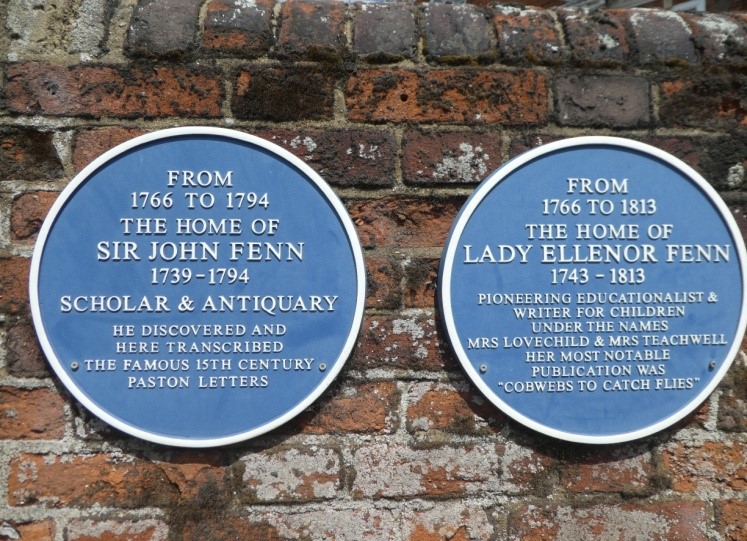 FROM
1766 TO 1794
THE HOME OF
SIR JOHN FENN
1739-1794
SCHOLAR & ANTIQUARY
HE DISCOVERED AND
HERE TRANSCRIBED
THE FAMOUS 15TH CENTURY
PASTON LETTERS
FROM
1766 TO 1813
THE HOME OF
LADY ELLENOR FENN
1743 - 1813
PIONEERING EDUCATIONALIST &
WRITER FOR CHILDREN
UNDER THE NAMES
MRS LOVECHILD & MRS TEACHWELL
HER MOST NOTABLE
PUBLICATION WAS
"COBWEBS TO CATCH FLIES"